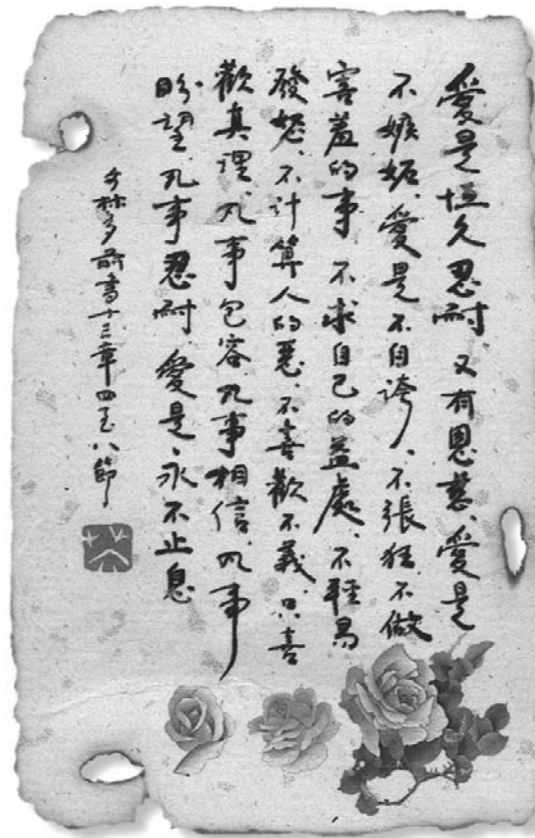 愛是恆久忍耐、又有恩慈、愛是
不嫉妬、愛是不自誇、不張狂、不做
害羞的事、不求自己的益處、不輕易
發怒、不計算人的惡、不喜歡不義、只喜
歡真理、凡事包容、凡事相信、凡事
盼望、凡事忍耐、愛是永不止息
哥林多前書十三章四至八節